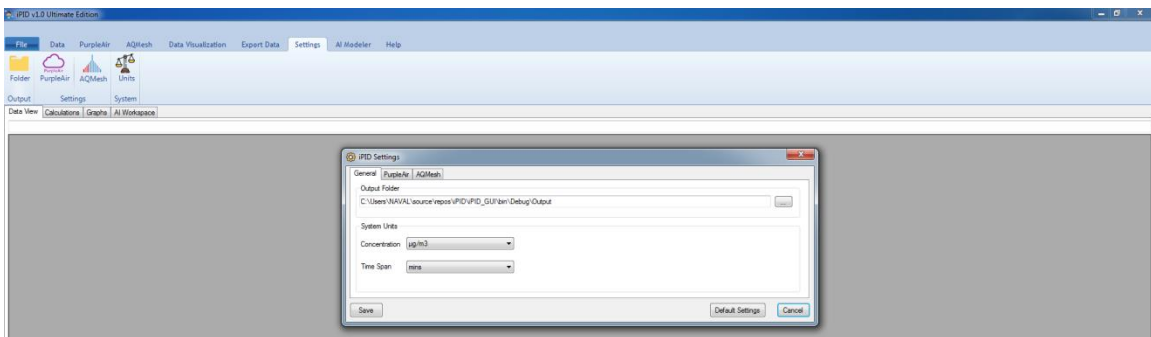 iPID v1.0 Ultimate Edition
File Data PurpleAir AQMesh Data Visualization Export Data Settings AI Modeler Help
PurpleAir
Folder PurpleAir AQMesh Units
Output Settings System
Data View Calculations Graphs AI Workspace
iPID Settings
General PurpleAir AQMesh
Output Folder
C:\Users\NAVAL\source\repos\iPID\iPID_GUI\bin\Debug\Output ...
System Units
Concentration µg/m3
Time Span mins
Save Default Settings Cancel